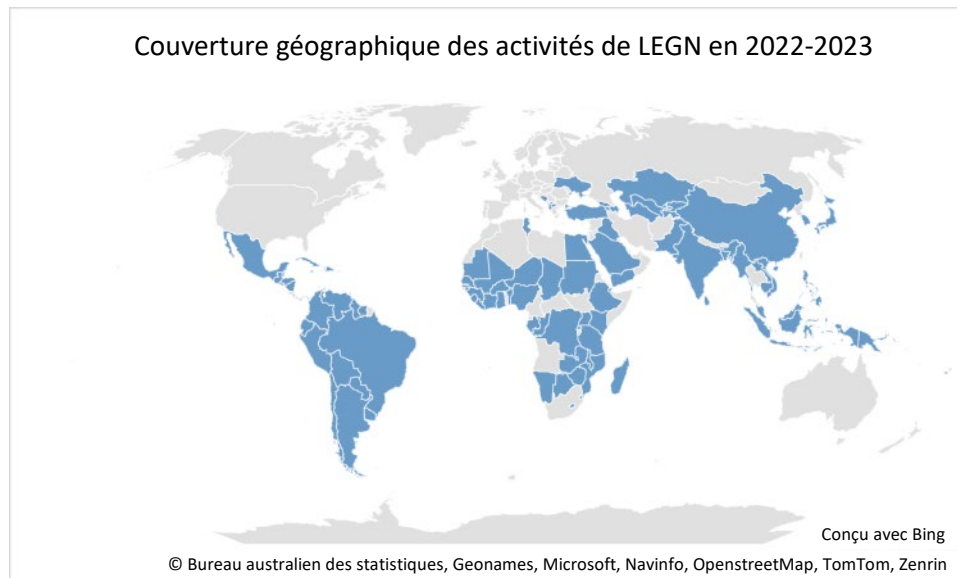 Couverture géographique des activités de LEGN en 2022-2023
Conçu avec Bing
© Bureau australien des statistiques, Geonames, Microsoft, Navinfo, OpenstreetMap, TomTom, Zenrin